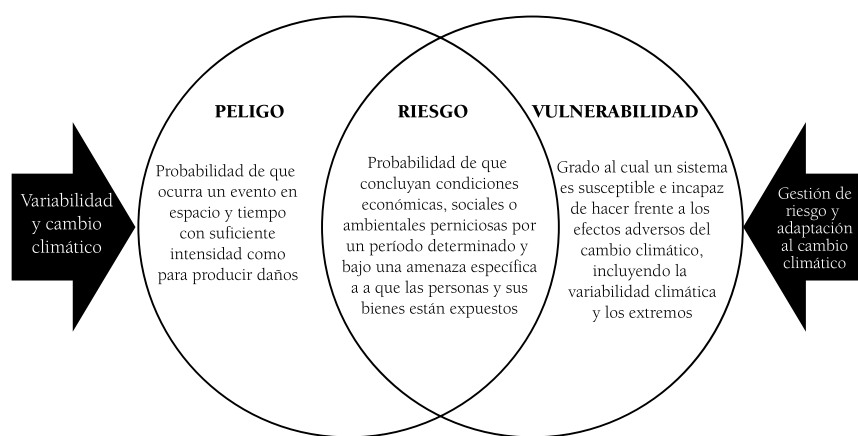 Variabilidad
y cambio
climático
PELIGO
Probabilidad de que
ocurra un evento en
espacio y tiempo
con suficiente
intensidad como
para producir daños
RIESGO
Probabilidad de que
concluyan condiciones
económicas, sociales o
ambientales perniciosas por
un período determinado y
bajo una amenaza específica
a a que las personas y sus
bienes están expuestos
VULNERABILIDAD
Grado al cual un sistema
es susceptible e incapaz
de hacer frente a los
efectos adversos del
cambio climático,
incluyendo la
variabilidad climática
y los extremos
Gestión de
riesgo y
adaptación
al cambio
climático